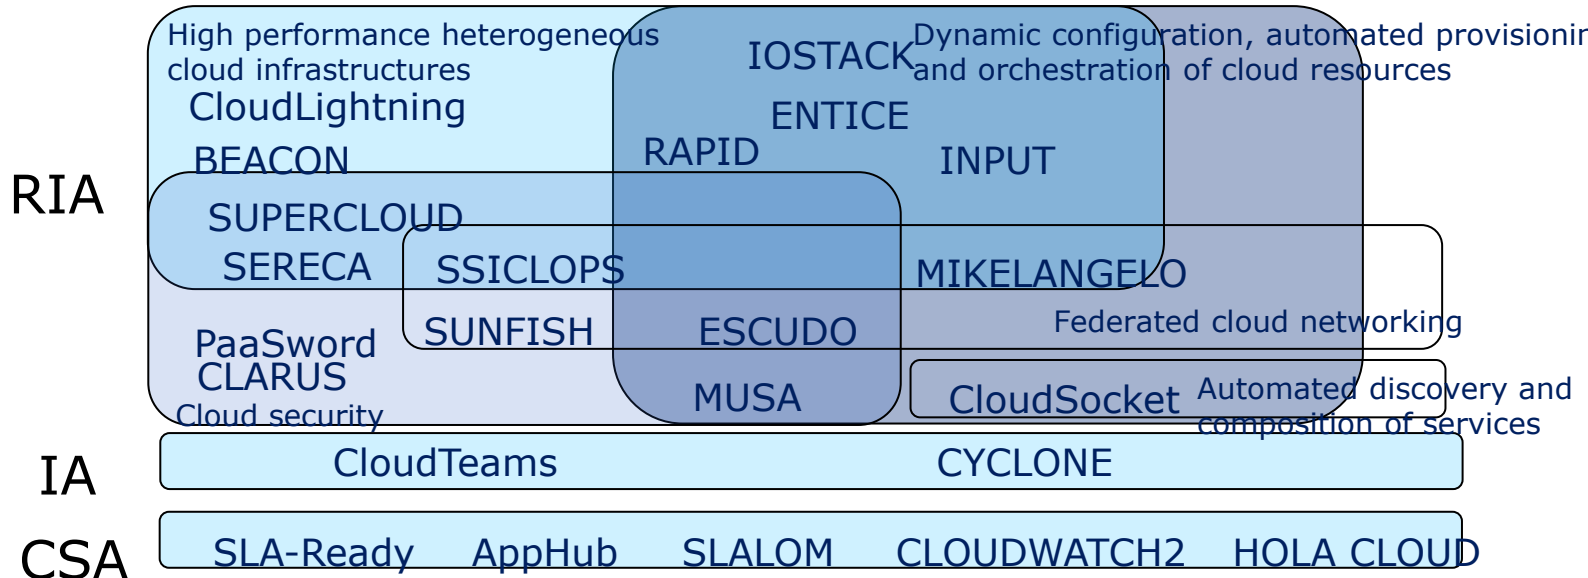 High performance heterogeneous
cloud infrastructures
IOSTACK
Dynamic configuration, automated provisionin
and orchestration of cloud resources
CloudLightning
ENTICE
BEACON
RAPID
INPUT
RIA
SUPERCLOUD
SERECA
SSICLOPS
MIKELANGELO
PaaSword
SUNFISH
ESCUDO
Federated cloud networking
CLARUS
MUSA
CloudSocket
Automated discovery and
composition of services
Cloud security
IA
CloudTeams
CYCLONE
CSA
SLA-Ready
AppHub
SLALOM
CLOUDWATCH2
HOLA CLOUD